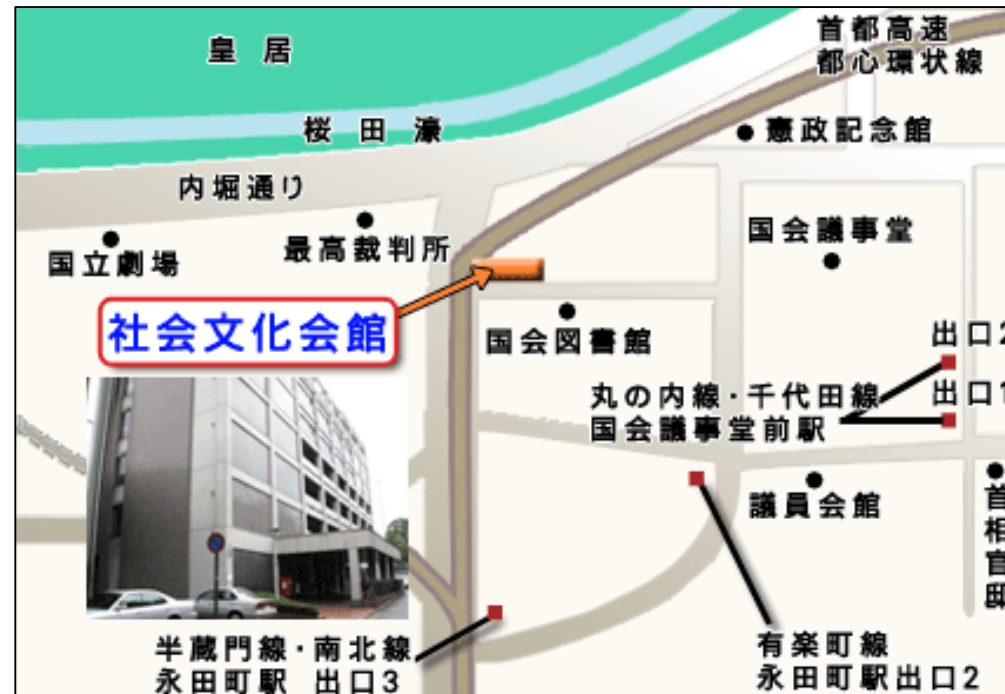 皇居
首都高速
都心環状線
桜田濠
憲政記念館
内堀通り
国会議事堂
最高裁判所
国立劇場
社会文化会館
国会図書館
出口2
丸の内線・千代田線
国会議事堂前駅
出口1
議員会館
首相官邸
半蔵門線・南北線
永田町駅 出口3
有楽町線
永田町駅出口2